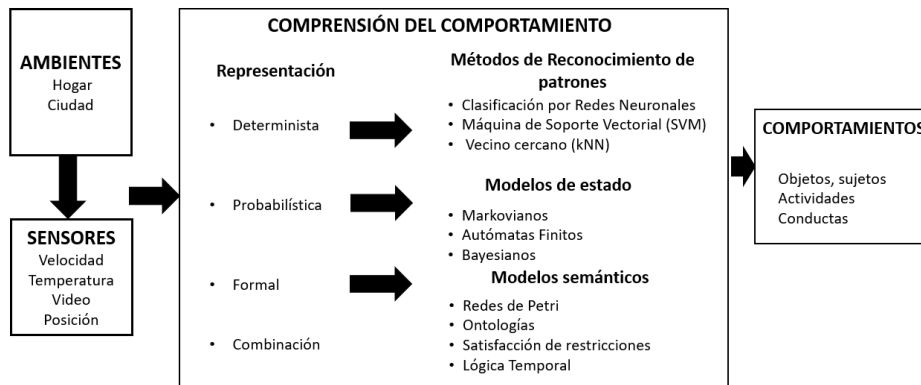 AMBIENTES
Hogar
Ciudad
SENSORES
Velocidad
Temperatura
Video
Posición
COMPRENSIÓN DEL COMPORTAMIENTO
Representación
• Determinista
• Probabilística
• Formal
• Combinación
Métodos de Reconocimiento de
patrones
• Clasificación por Redes Neuronales
• Máquina de Soporte Vectorial (SVM)
• Vecino cercano (kNN)
Modelos de estado
• Markovianos
• Autómatas Finitos
• Bayesianos
Modelos semánticos
• Redes de Petri
• Ontologías
• Satisfacción de restricciones
• Lógica Temporal
COMPORTAMIENTOS
Objetos, sujetos
Actividades
Conductas